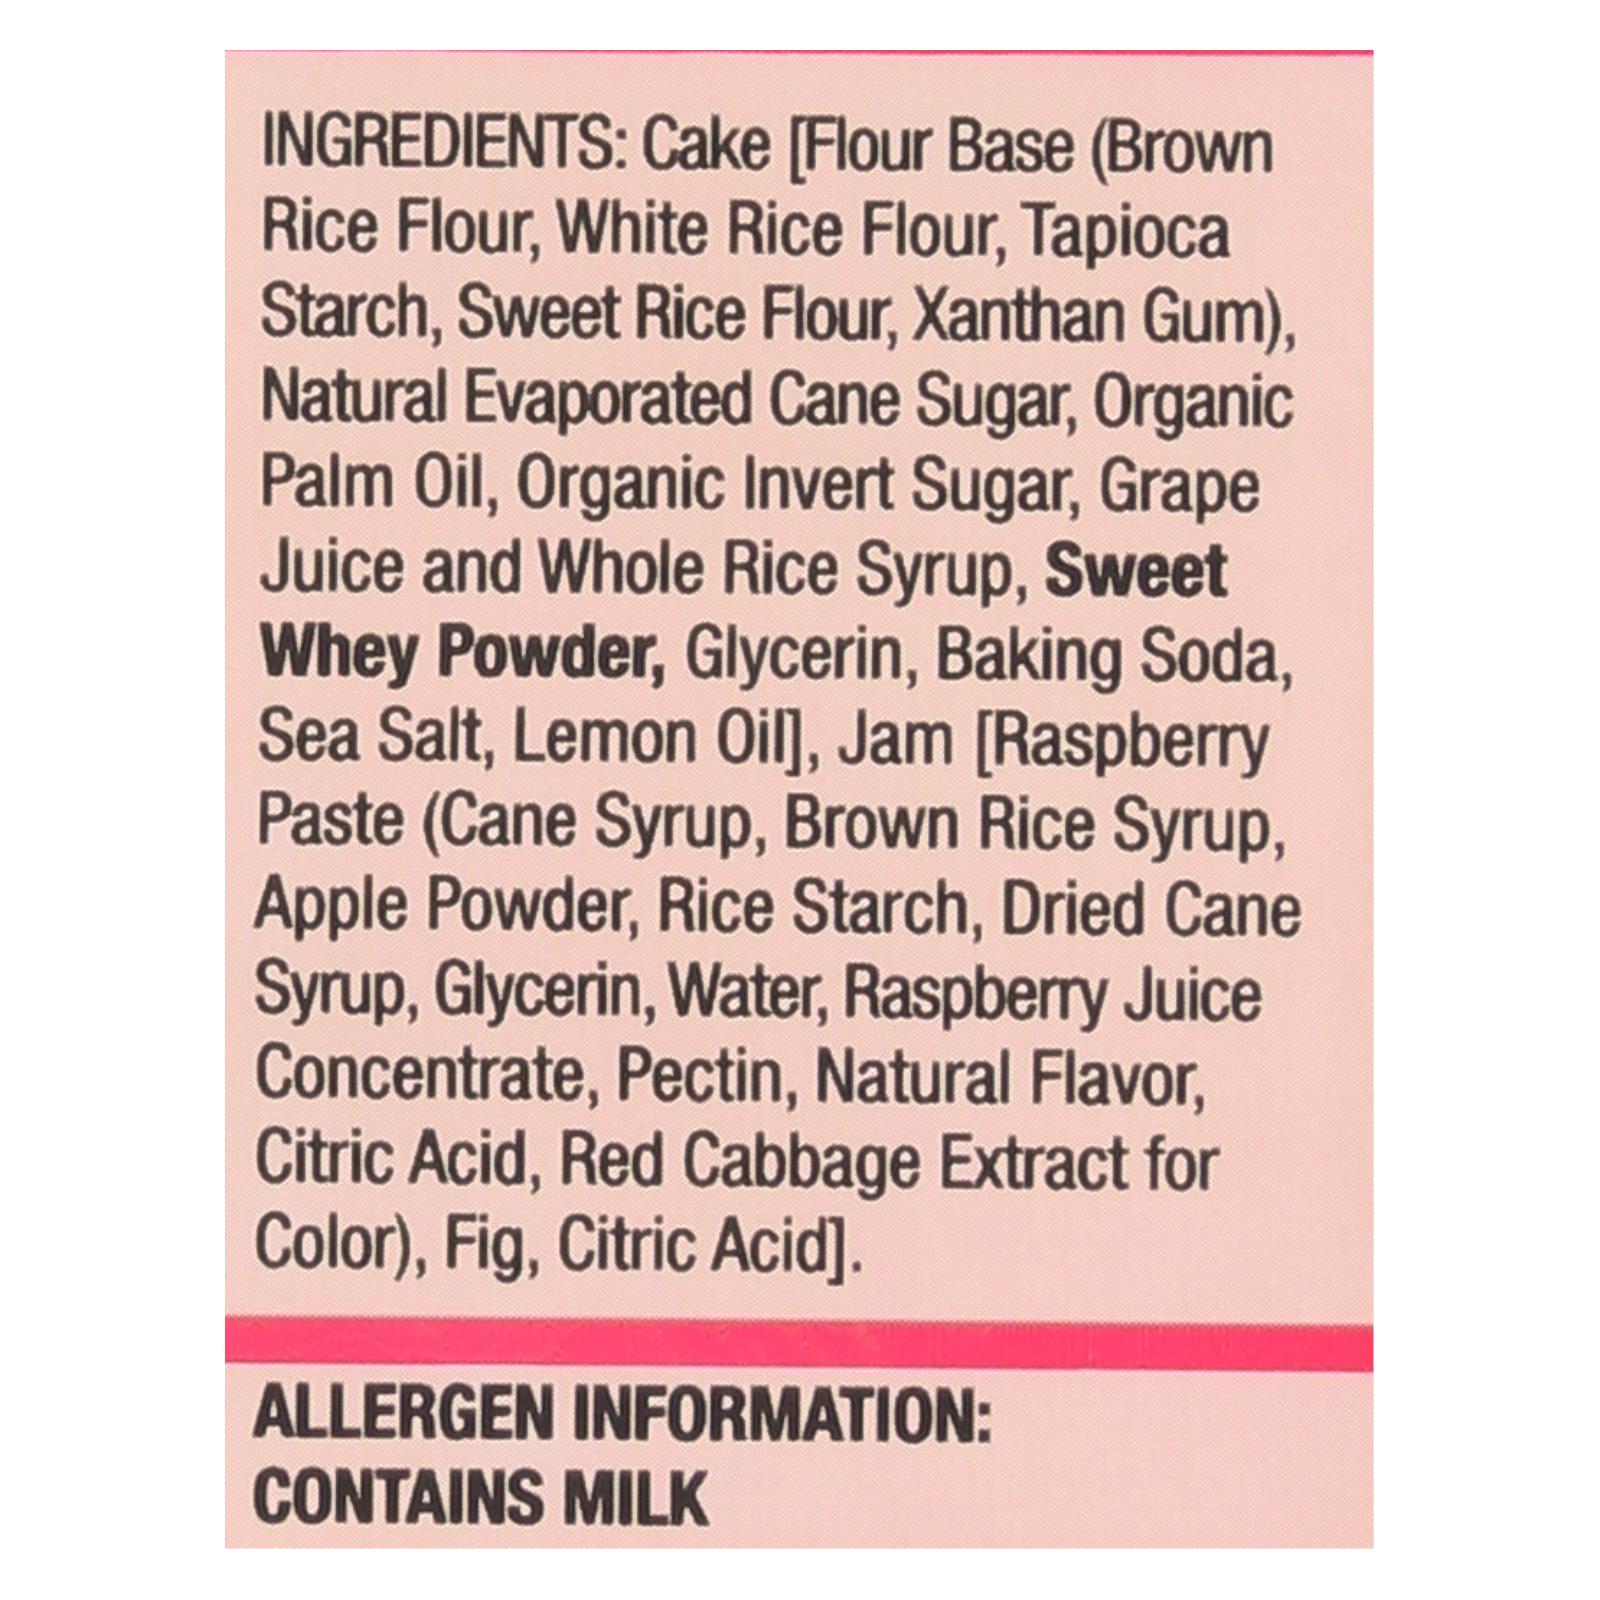 INGREDIENTS: Cake [Flour Base (Brown
Rice Flour, White Rice Flour, Tapioca
Starch, Sweet Rice Flour, Xanthan Gum),
Natural Evaporated Cane Sugar, Organic
Palm Oil, Organic Invert Sugar, Grape
Juice and Whole Rice Syrup, Sweet
Whey Powder, Glycerin, Baking Soda,
Sea Salt, Lemon Oil], Jam [Raspberry
Paste (Cane Syrup, Brown Rice Syrup,
Apple Powder, Rice Starch, Dried Cane
Syrup, Glycerin, Water, Raspberry Juice
Concentrate, Pectin, Natural Flavor,
Citric Acid, Red Cabbage Extract for
Color), Fig, Citric Acid].
ALLERGEN INFORMATION:
CONTAINS MILK